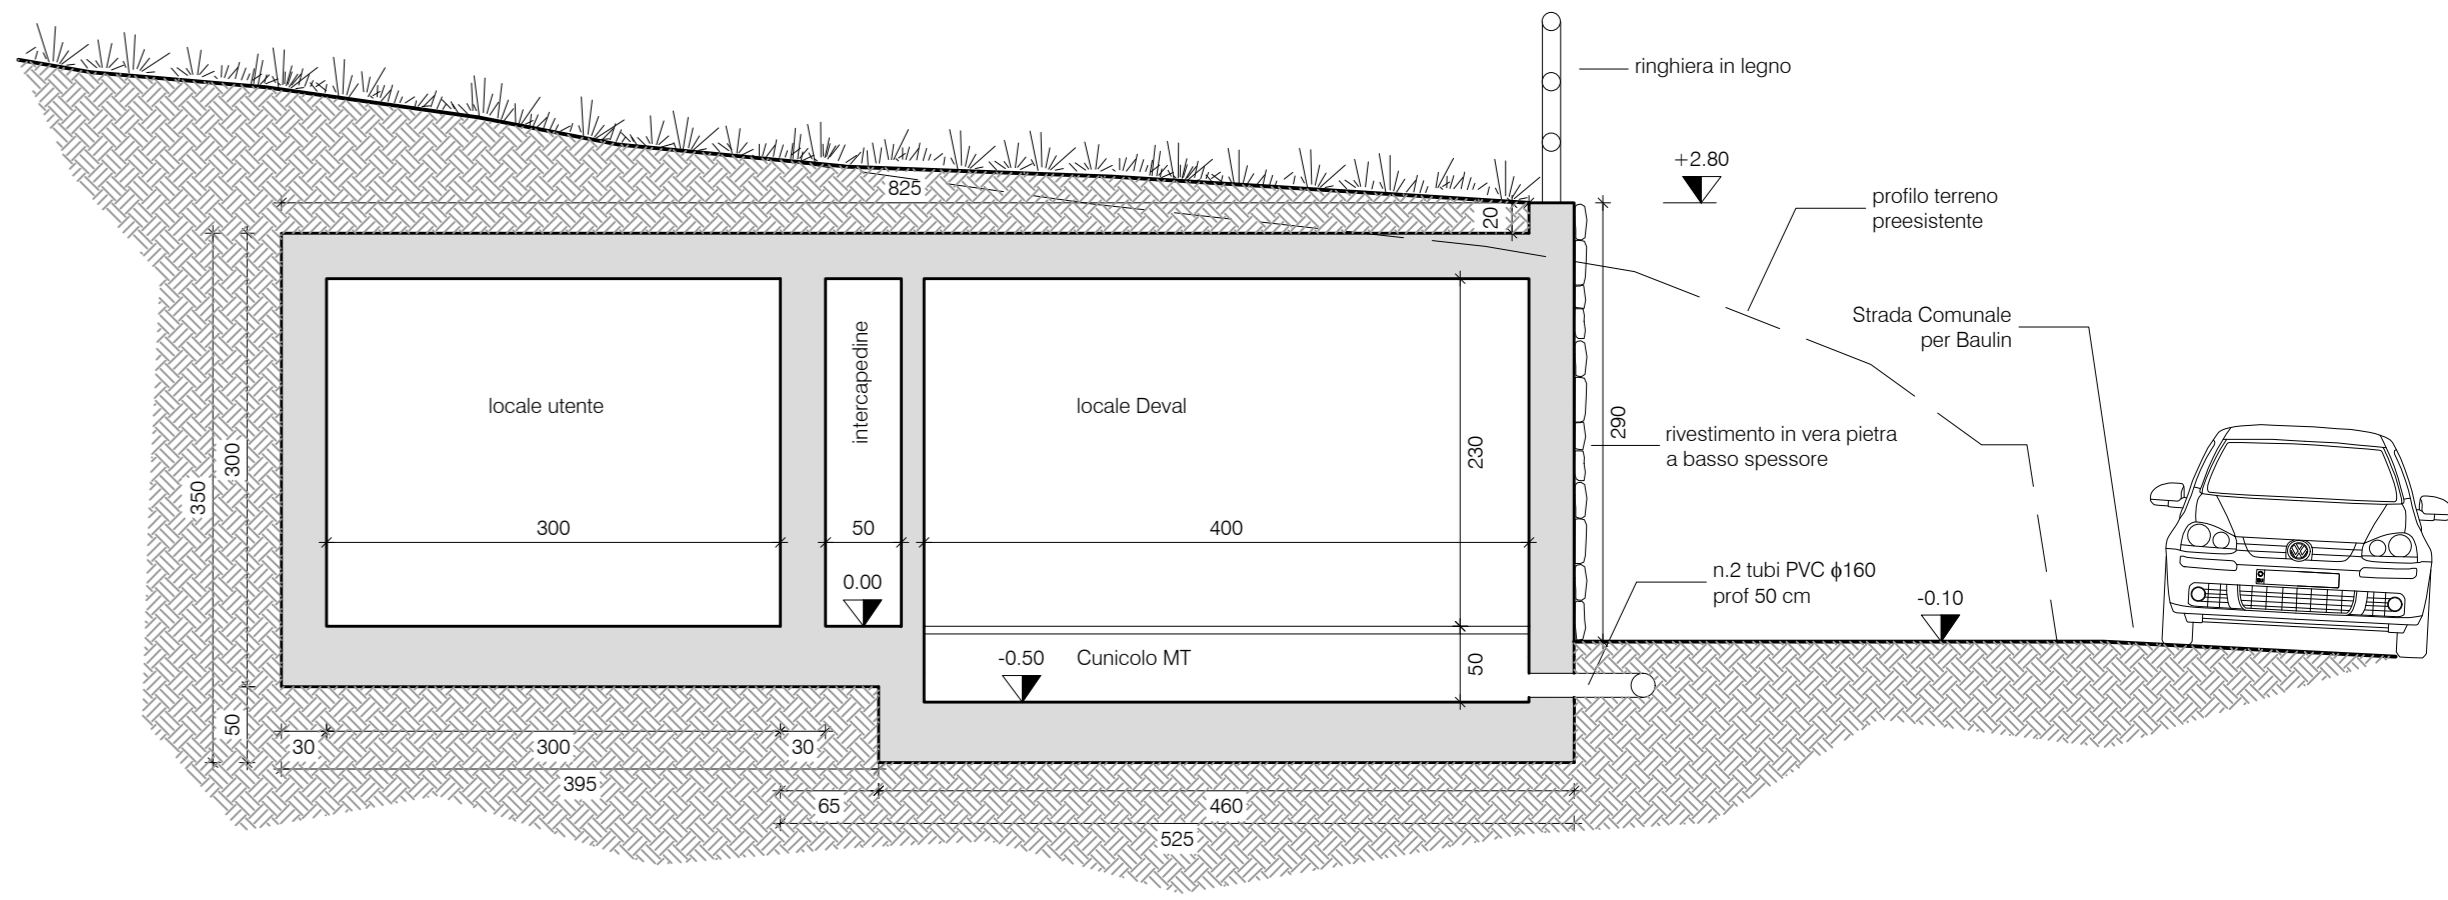 ringhiera in legno
+2.80
profilo terreno
preesistente
825
20
Strada Comunale
per Baulin
intercapedine
locale utente
locale Deval
290
rivestimento in vera pietra
a basso spessore
230
300
350
300
50
400
0.00
n.2 tubi PVC ϕ160
prof 50 cm
-0.10
-0.50
Cunicolo MT
50
50
30
300
30
395
65
460
525